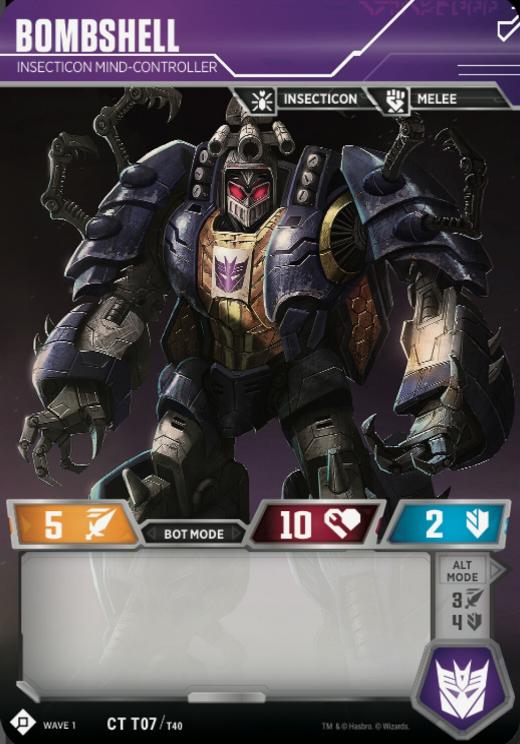 BOMBSHELL
INSECTICON MIND-CONTROLLER
INSECTICON MELEE
5 BOT MODE 10 2
ALT
MODE
3
4
WAVE 1 CT T07/T40 TM & © Hasbro. © Wizards.